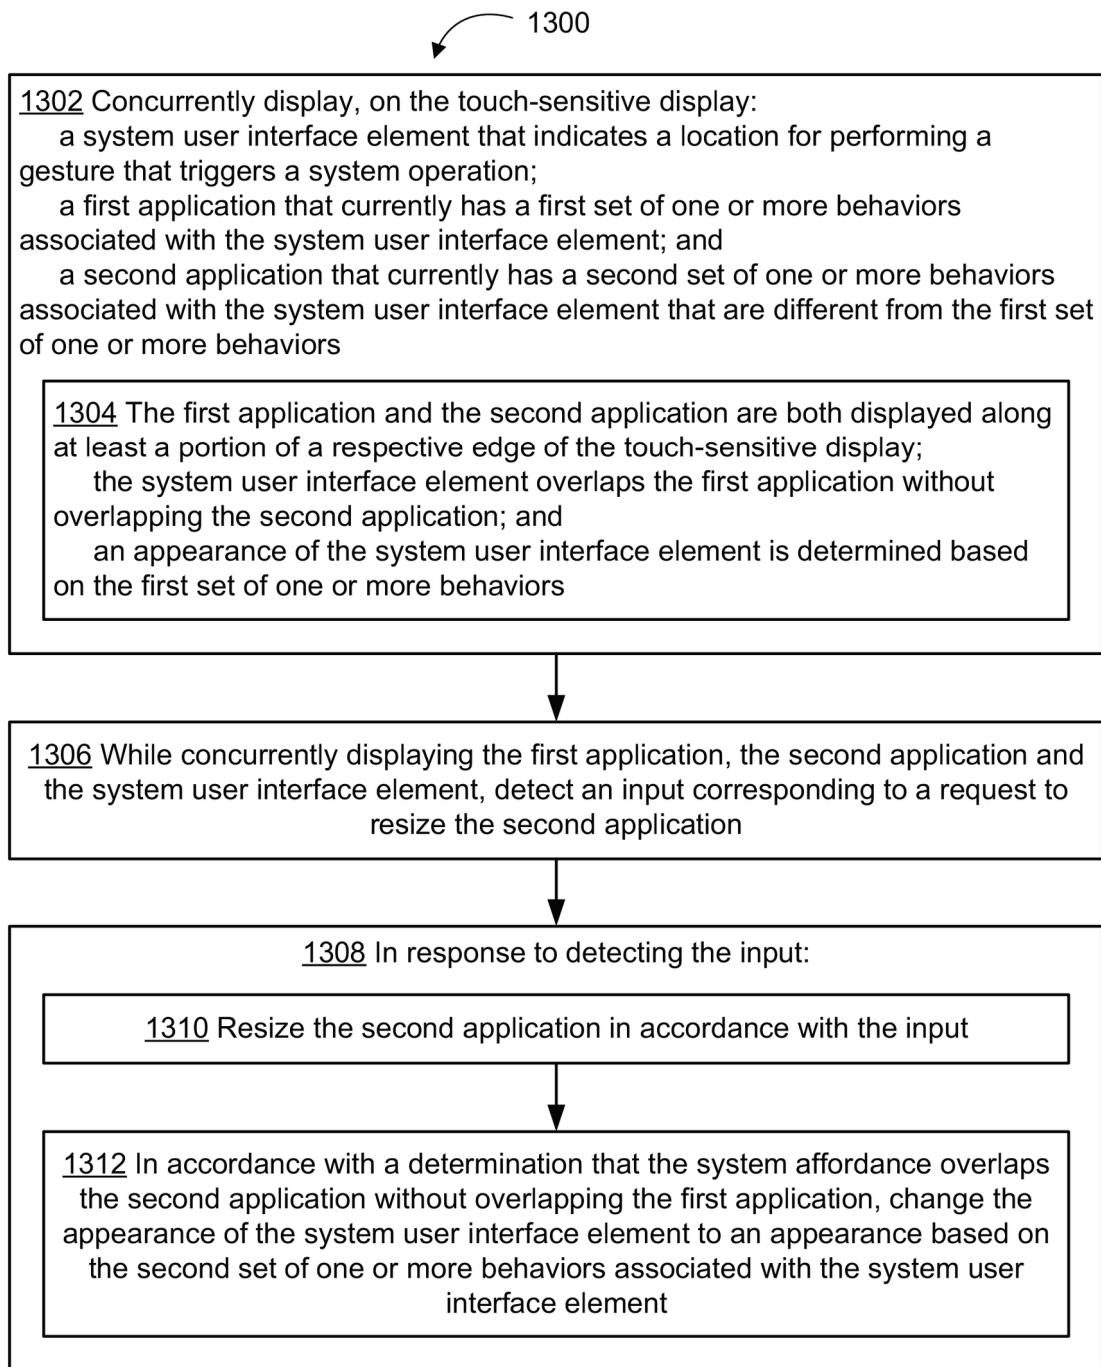 1300
1302 Concurrently display, on the touch-sensitive display:
a system user interface element that indicates a location for performing a
gesture that triggers a system operation;
a first application that currently has a first set of one or more behaviors
associated with the system user interface element; and
a second application that currently has a second set of one or more behaviors
associated with the system user interface element that are different from the first set
of one or more behaviors
1304 The first application and the second application are both displayed along
at least a portion of a respective edge of the touch-sensitive display;
the system user interface element overlaps the first application without
overlapping the second application; and
an appearance of the system user interface element is determined based
on the first set of one or more behaviors
1306 While concurrently displaying the first application, the second application and
the system user interface element, detect an input corresponding to a request to
resize the second application
1308 In response to detecting the input:
1310 Resize the second application in accordance with the input
1312 In accordance with a determination that the system affordance overlaps
the second application without overlapping the first application, change the
appearance of the system user interface element to an appearance based on
the second set of one or more behaviors associated with the system user
interface element